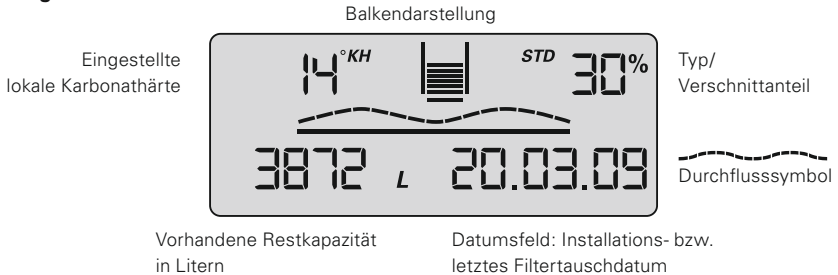 Balkendarstellung
Eingestellte
lokale Karbonathärte
14 °KH
STD 30%
Typ/
Verschnittanteil
3872 L 20.03.09
Durchflusssymbol
Vorhandene Restkapazität
in Litern
Datumsfeld: Installations- bzw.
letztes Filtertauschdatum